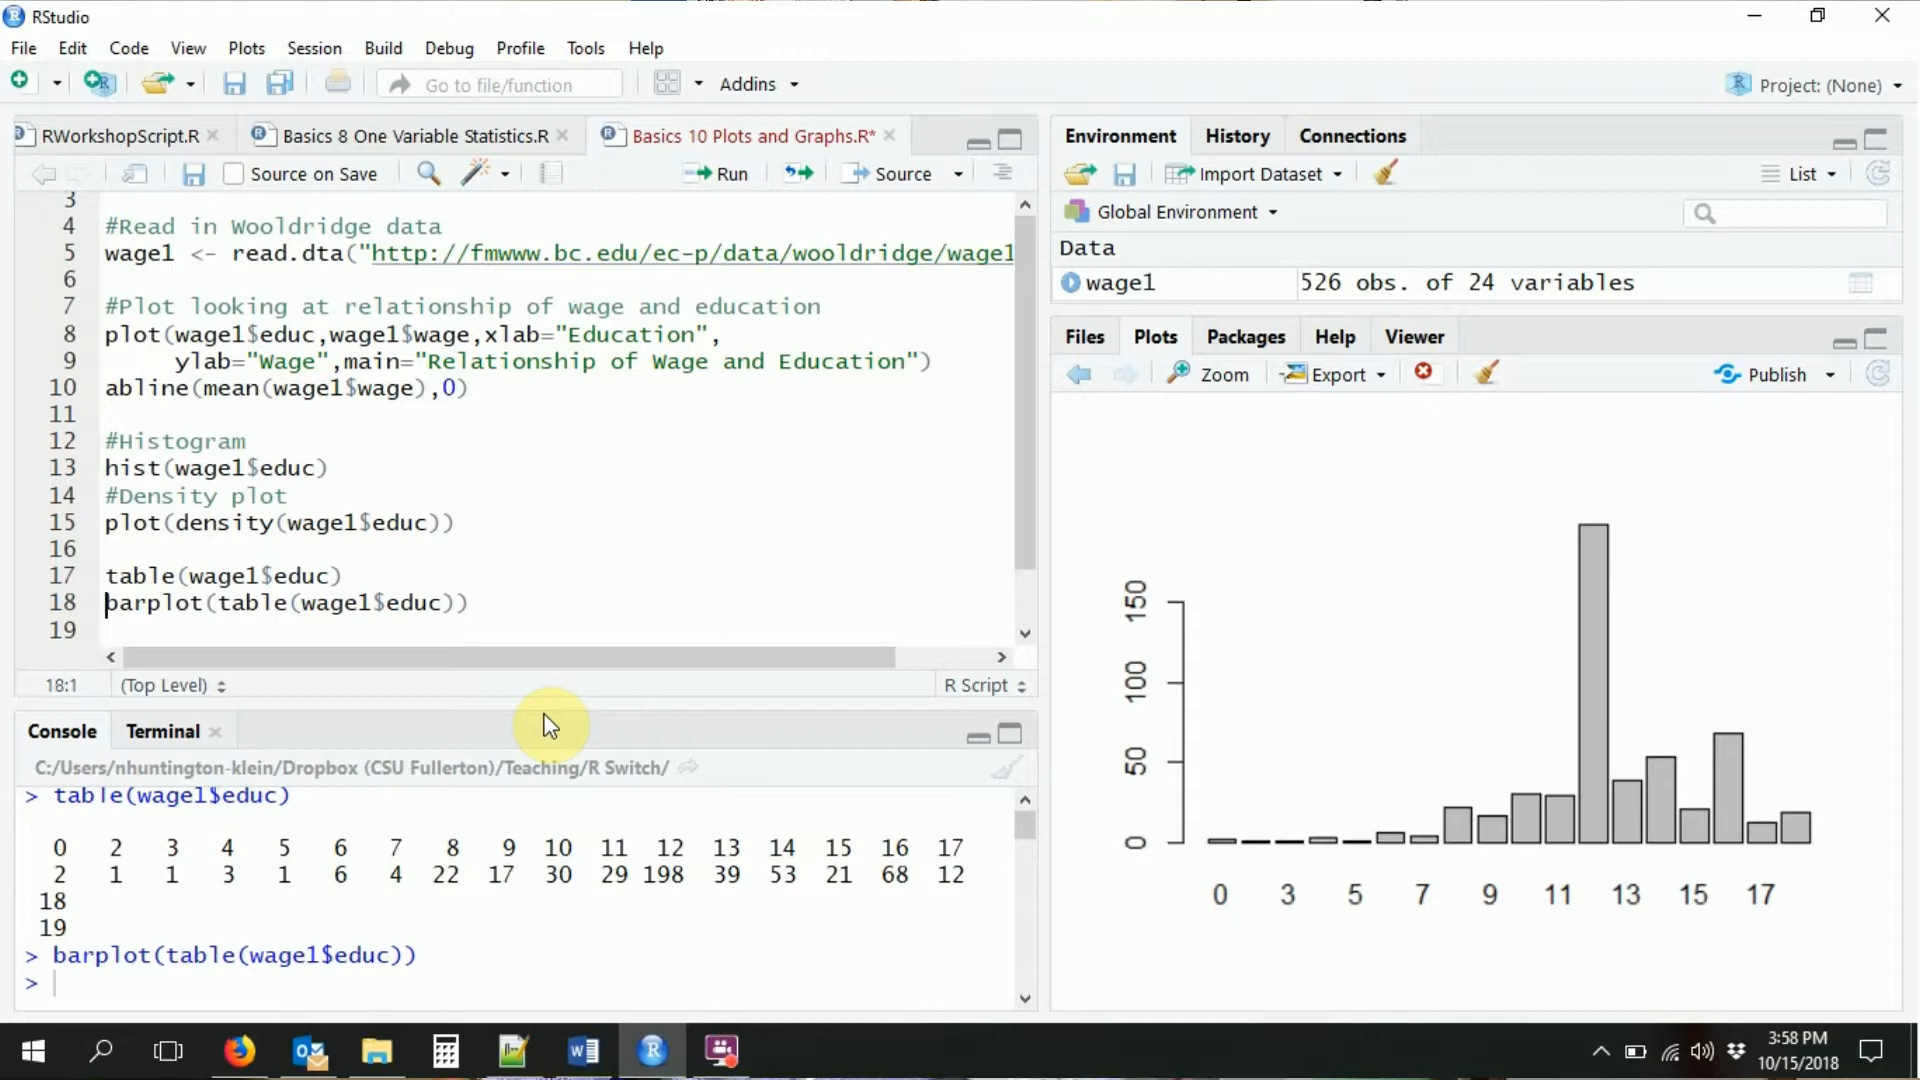 RStudio
File Edit Code View Plots Session Build Debug Profile Tools Help
Go to file/function Addins Project: (None)
RWorkshopScript.R Basics 8 One Variable Statistics.R Basics 10 Plots and Graphs.R*
Source on Save Run Source
3
4 #Read in Wooldridge data
5 wage1 <- read.dta("http://fmwww.bc.edu/ec-p/data/wooldridge/wage1
6
7 #Plot looking at relationship of wage and education
8 plot(wage1$educ,wage1$wage,xlab="Education",
9 ylab="Wage",main="Relationship of Wage and Education")
10 abline(mean(wage1$wage),0)
11
12 #Histogram
13 hist(wage1$educ)
14 #Density plot
15 plot(density(wage1$educ))
16
17 table(wage1$educ)
18 barplot(table(wage1$educ))
19
18:1 (Top Level) R Script
Console Terminal
C:/Users/nhuntington-klein/Dropbox (CSU Fullerton)/Teaching/R Switch/
> table(wage1$educ)
0 2 3 4 5 6 7 8 9 10 11 12 13 14 15 16 17
2 1 1 3 1 6 4 22 17 30 29 198 39 53 21 68 12
18
19
> barplot(table(wage1$educ))
>
Environment History Connections
Import Dataset List
Global Environment
Data
wage1 526 obs. of 24 variables
Files Plots Packages Help Viewer
Zoom Export Publish
150
100
50
0
0 3 5 7 9 11 13 15 17
3:58 PM
10/15/2018